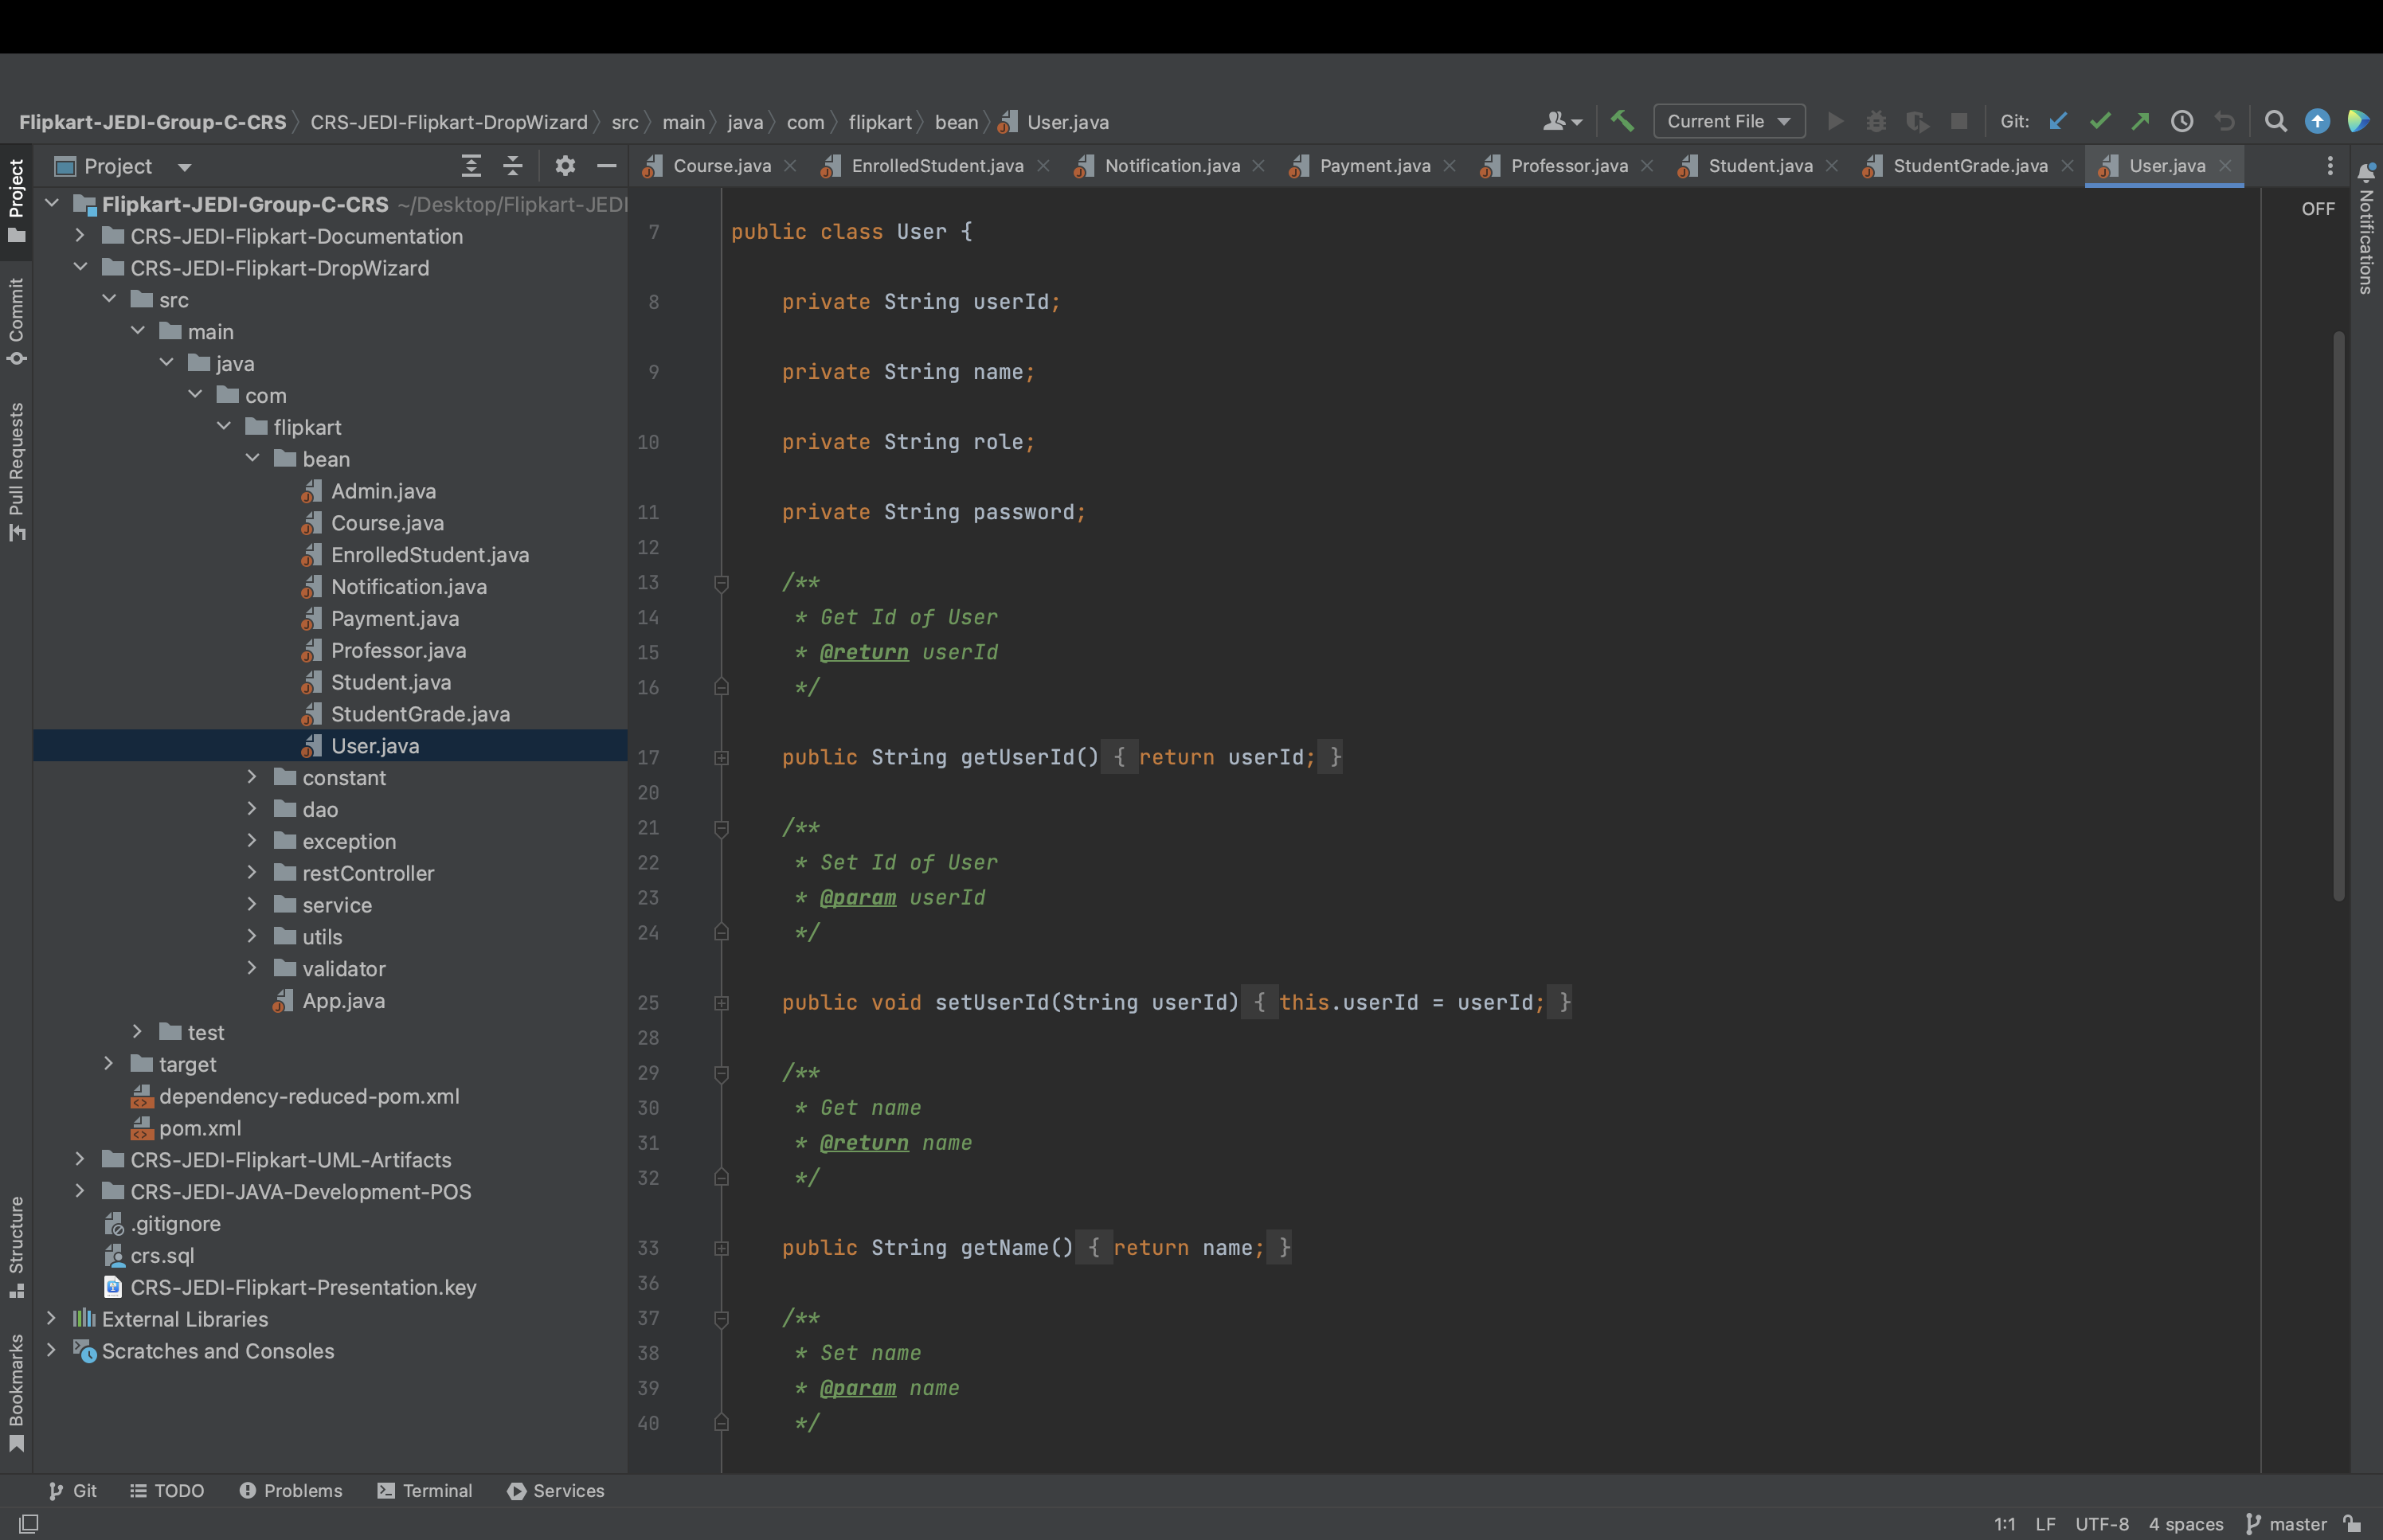 Flipkart-JEDI-Group-C-CRS CRS-JEDI-Flipkart-DropWizard src main java com flipkart bean User.java Current File Git:
Project
Course.java EnrolledStudent.java Notification.java Payment.java Professor.java Student.java StudentGrade.java User.java
Project
Commit
Pull Requests
Structure
Bookmarks
Flipkart-JEDI-Group-C-CRS ~/Desktop/Flipkart-JEDI
CRS-JEDI-Flipkart-Documentation
CRS-JEDI-Flipkart-DropWizard
src
main
java
com
flipkart
bean
Admin.java
Course.java
EnrolledStudent.java
Notification.java
Payment.java
Professor.java
Student.java
StudentGrade.java
User.java
constant
dao
exception
restController
service
utils
validator
App.java
test
target
dependency-reduced-pom.xml
pom.xml
CRS-JEDI-Flipkart-UML-Artifacts
CRS-JEDI-JAVA-Development-POS
.gitignore
crs.sql
CRS-JEDI-Flipkart-Presentation.key
External Libraries
Scratches and Consoles
7 public class User {
8 private String userId;
9 private String name;
10 private String role;
11 private String password;
12
13 /**
14 * Get Id of User
15 * @return userId
16 */
17 public String getUserId() { return userId; }
20
21 /**
22 * Set Id of User
23 * @param userId
24 */
25 public void setUserId(String userId) { this.userId = userId; }
28
29 /**
30 * Get name
31 * @return name
32 */
33 public String getName() { return name; }
36
37 /**
38 * Set name
39 * @param name
40 */
OFF
Notifications
Git TODO Problems Terminal Services
1:1 LF UTF-8 4 spaces master